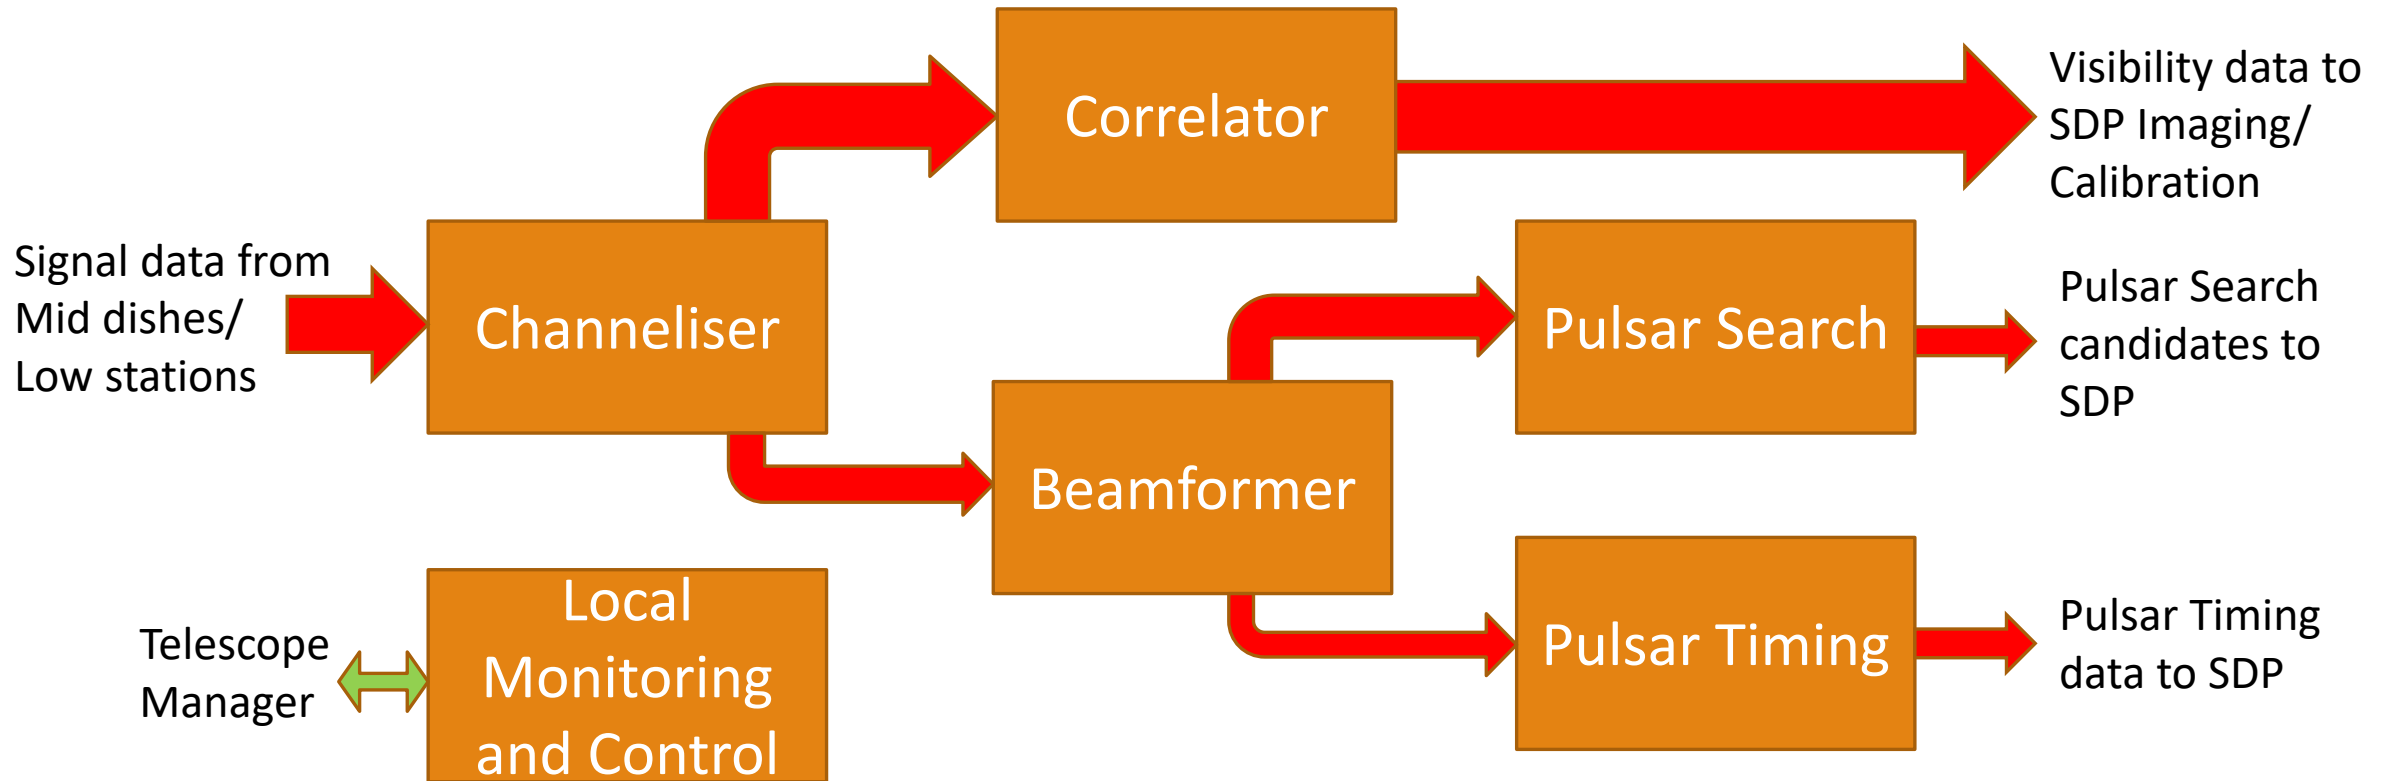 Signal data from
Mid dishes/
Low stations
Channeliser
Correlator
Visibility data to
SDP Imaging/
Calibration
Beamformer
Pulsar Search
Pulsar Search
candidates to
SDP
Pulsar Timing
Pulsar Timing
data to SDP
Telescope
Manager
Local
Monitoring
and Control